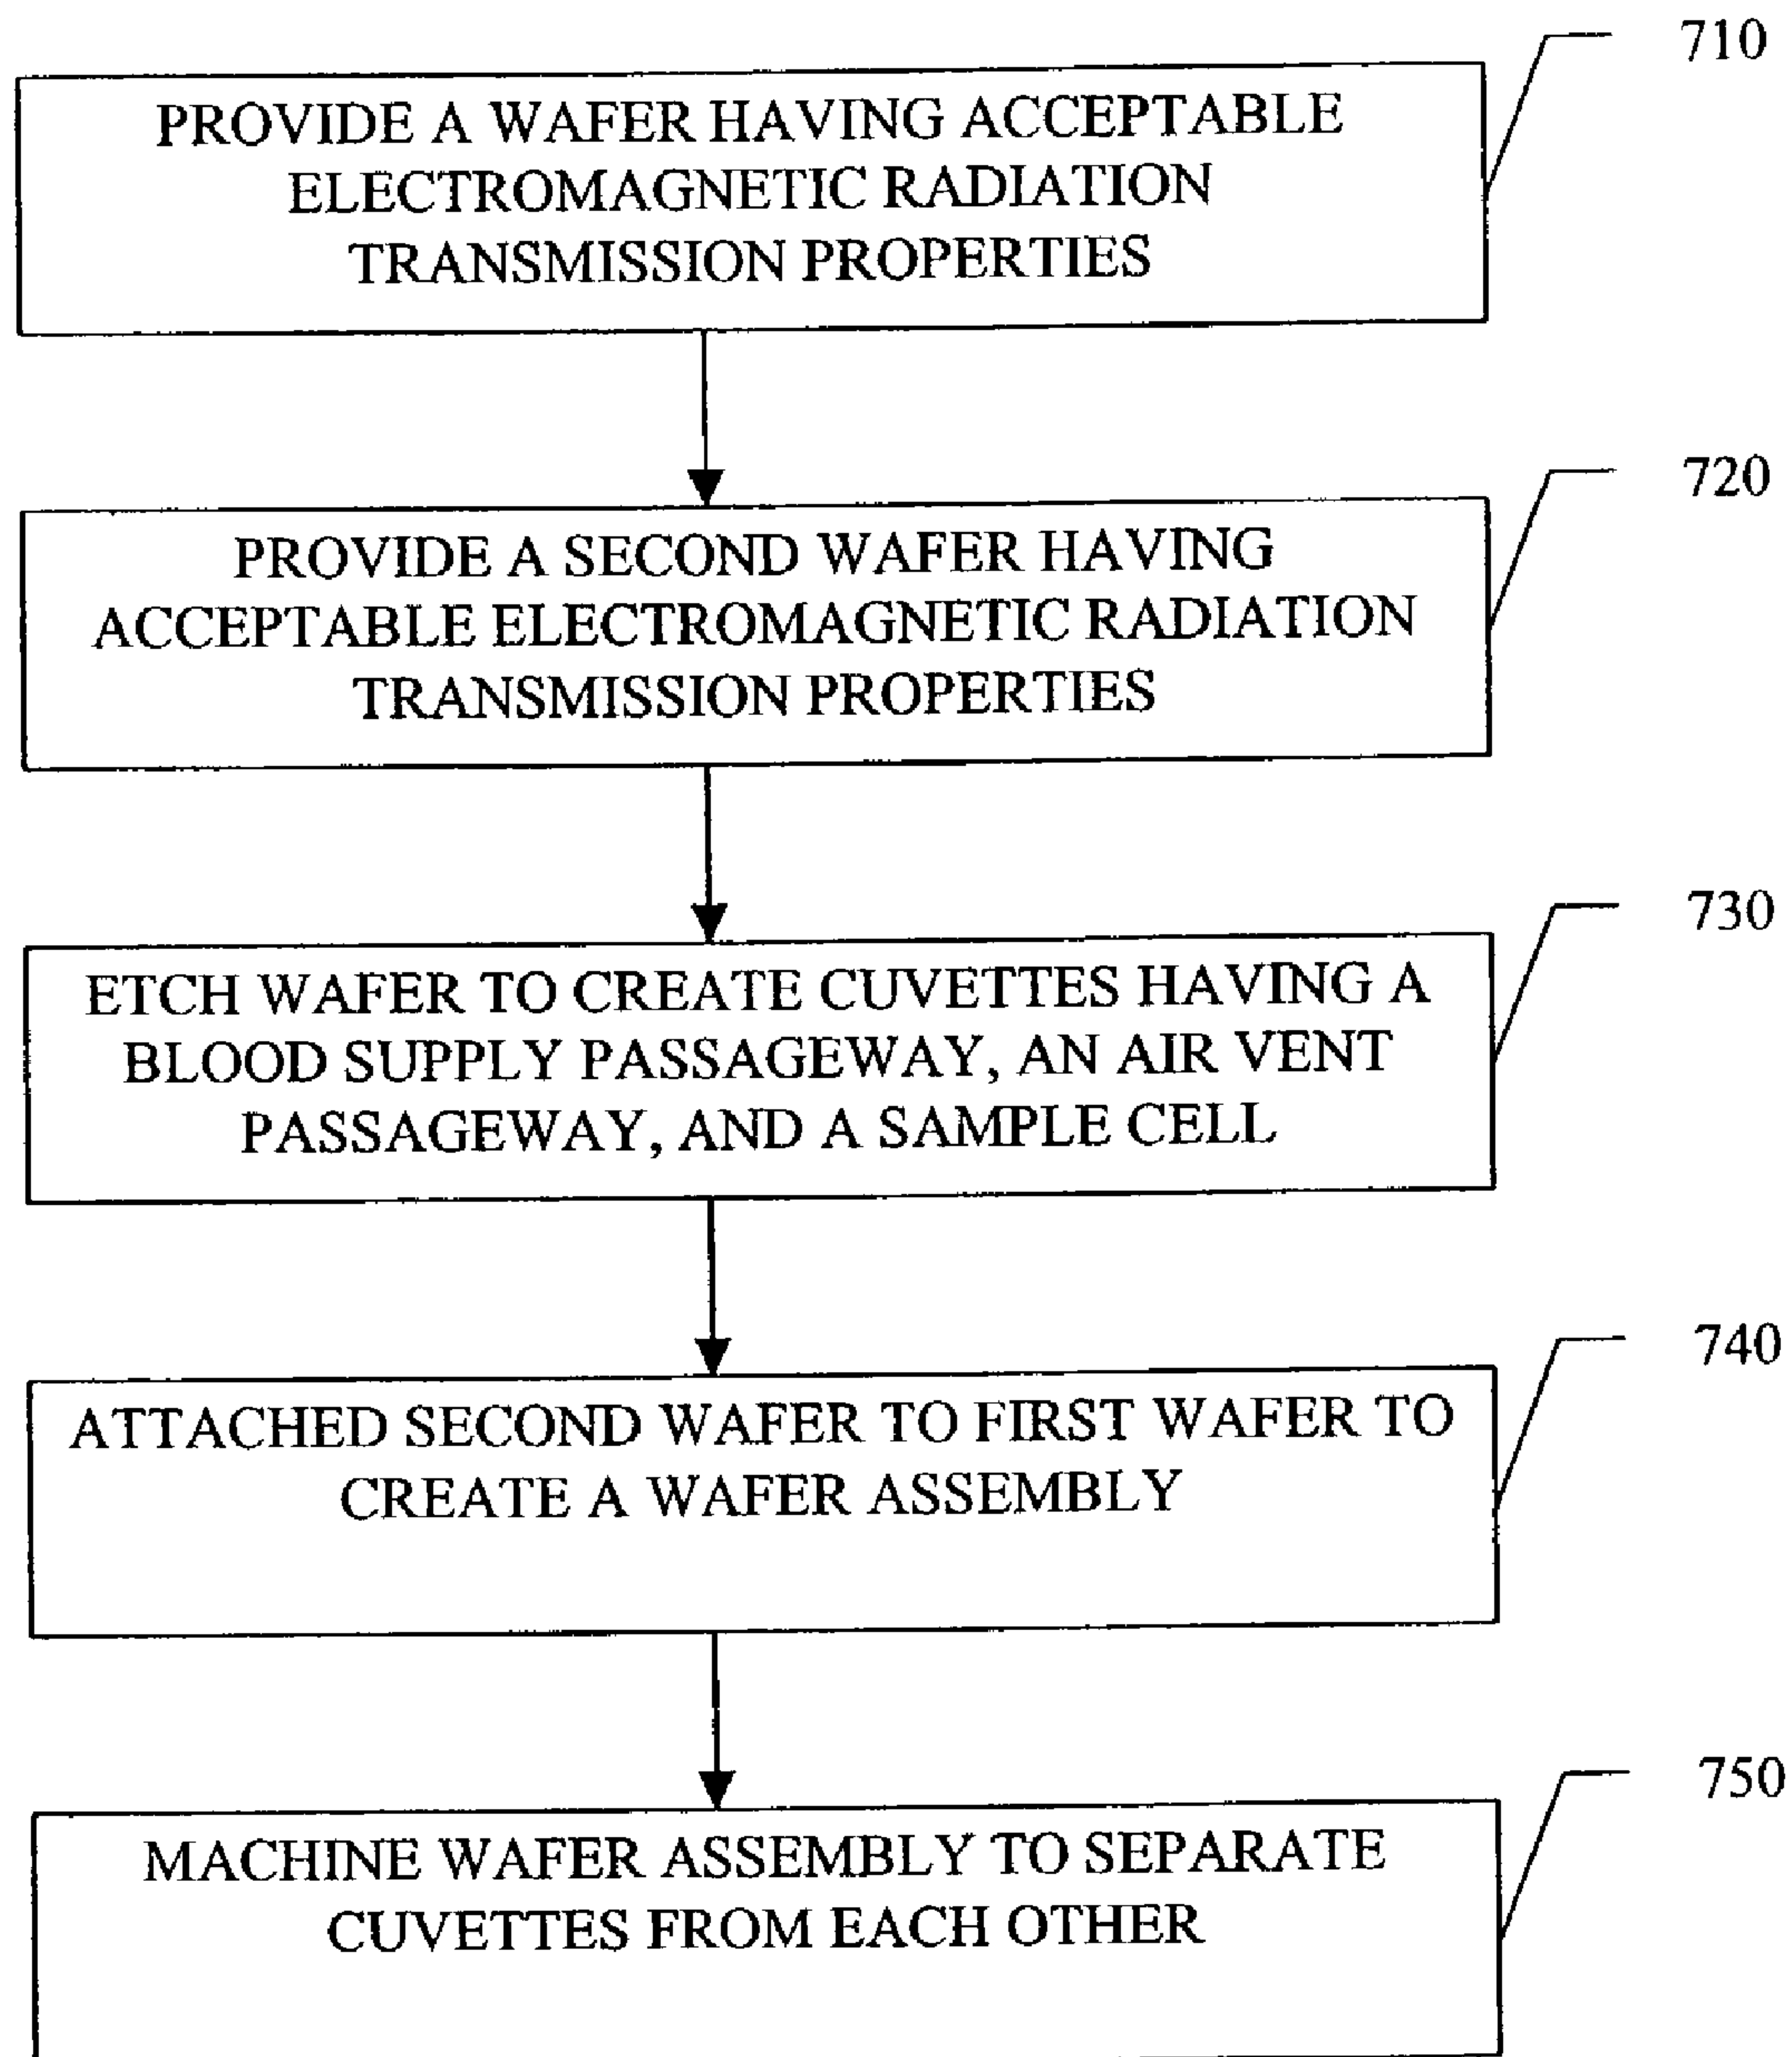 710
PROVIDE A WAFER HAVING ACCEPTABLE
ELECTROMAGNETIC RADIATION
TRANSMISSION PROPERTIES
720
PROVIDE A SECOND WAFER HAVING
ACCEPTABLE ELECTROMAGNETIC RADIATION
TRANSMISSION PROPERTIES
730
ETCH WAFER TO CREATE CUVETTES HAVING A
BLOOD SUPPLY PASSAGEWAY, AN AIR VENT
PASSAGEWAY, AND A SAMPLE CELL
740
ATTACHED SECOND WAFER TO FIRST WAFER TO
CREATE A WAFER ASSEMBLY
750
MACHINE WAFER ASSEMBLY TO SEPARATE
CUVETTES FROM EACH OTHER